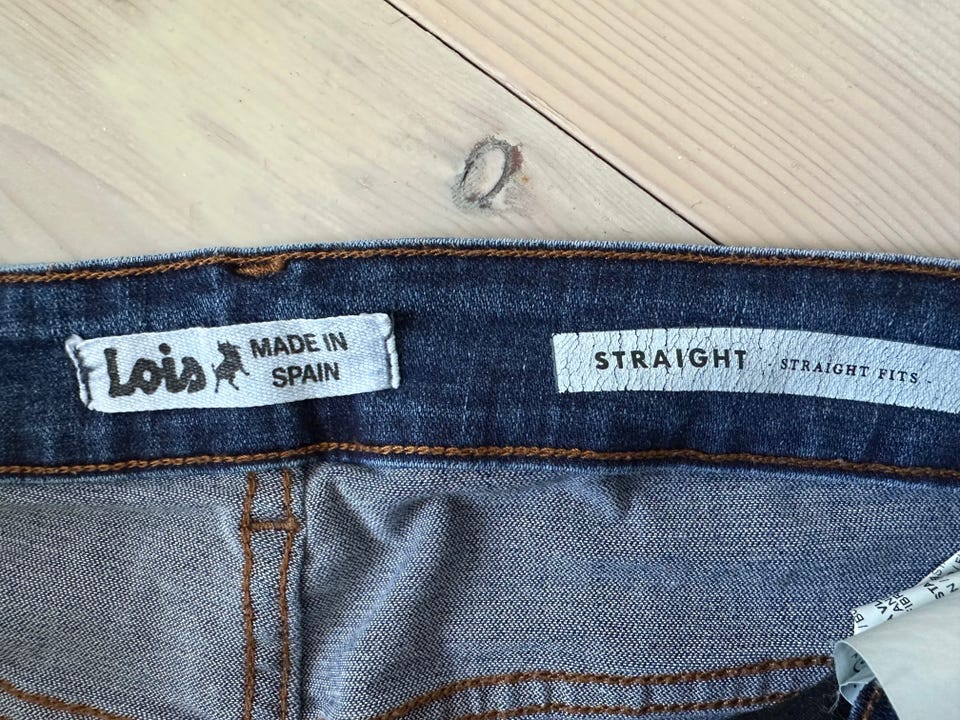 Lois
MADE IN
SPAIN
STRAIGHT - STRAIGHT FITS -